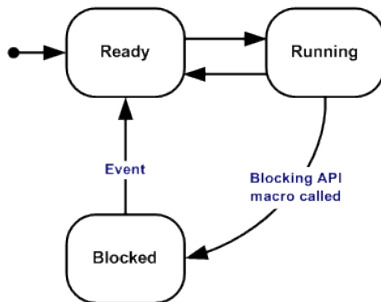 Ready
Running
Event
Blocking API
macro called
Blocked